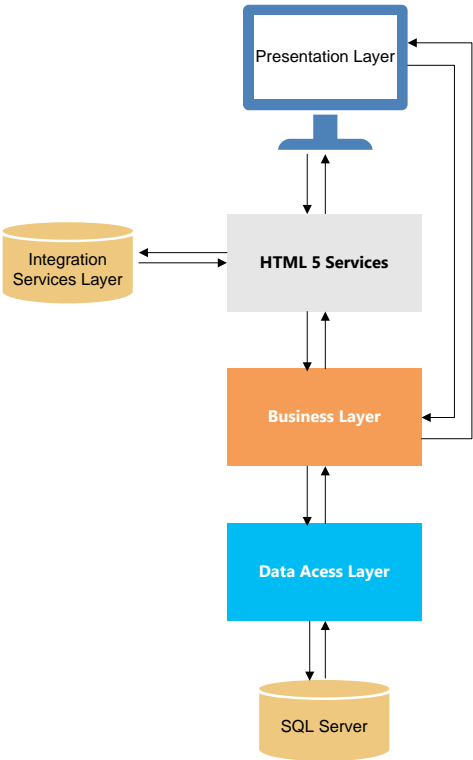 Presentation Layer
Integration
Services Layer
HTML 5 Services
Business Layer
Data Acess Layer
SQL Server